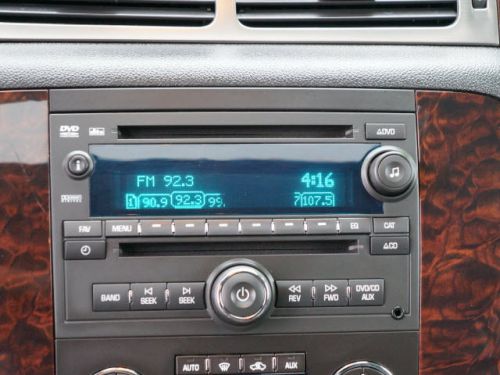 DVD
△DVD
i
FM 92.3
4:16
1 90.9 92.3 99.
7 107.5
FAV
MENU
EQ
CAT
△CD
BAND
SEEK
SEEK
REV
FWD
DVD/CD
AUX
AUTO
AUX